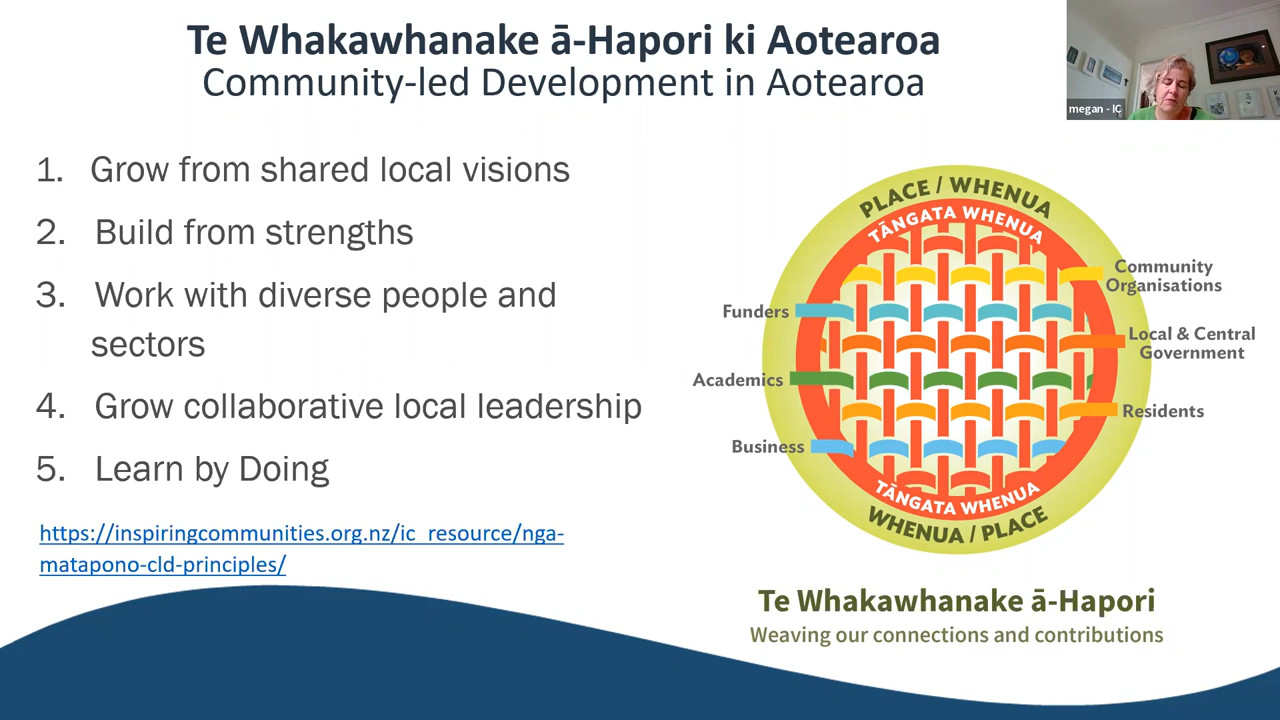 Te Whakawhanake ā-Hapori ki Aotearoa
Community-led Development in Aotearoa
megan - IC
1. Grow from shared local visions
2. Build from strengths
3. Work with diverse people and
sectors
4. Grow collaborative local leadership
5. Learn by Doing
https://inspiringcommunities.org.nz/ic_resource/nga-
matapono-cld-principles/
PLACE / WHENUA
TĀNGATA WHENUA
Community
Organisations
Funders
Local & Central
Government
Academics
Residents
Business
TĀNGATA WHENUA
WHENUA / PLACE
Te Whakawhanake ā-Hapori
Weaving our connections and contributions